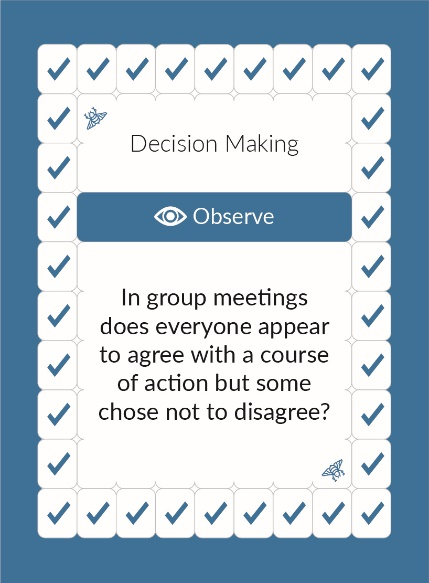 Decision Making
Observe
In group meetings
does everyone appear
to agree with a course
of action but some
chose not to disagree?